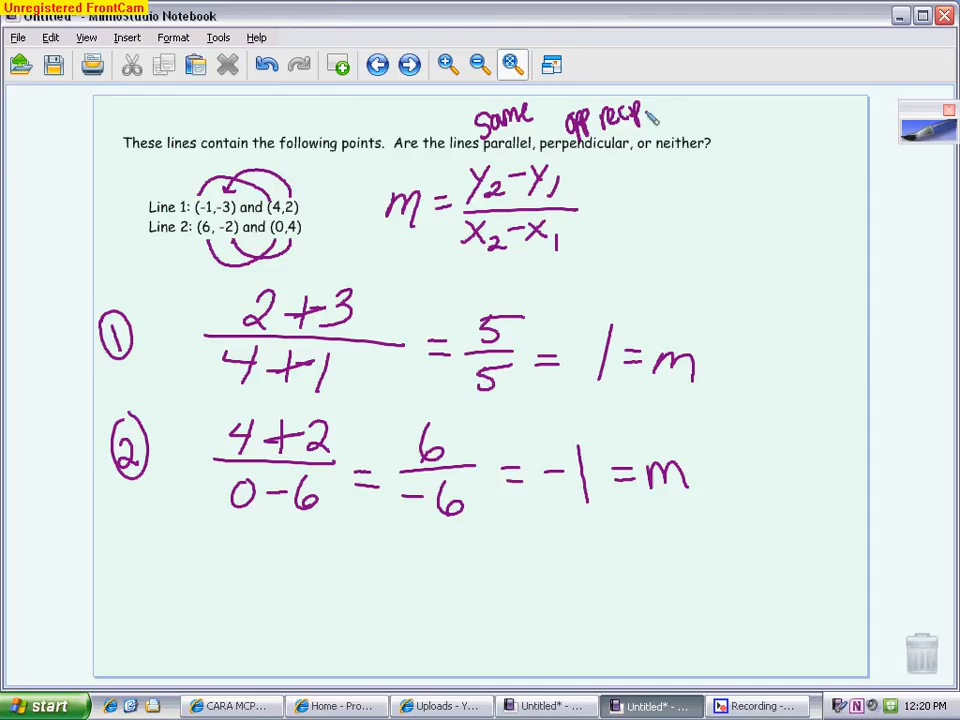 Unregistered FrontCam
Untitled* - MimioStudio Notebook
File Edit View Insert Format Tools Help
same opp recip
These lines contain the following points. Are the lines parallel, perpendicular, or neither?
Line 1: (-1,-3) and (4,2)
Line 2: (6, -2) and (0,4)
m = y2-y1
x2-x1
1
2+3
4+1
= 5
5
= 1 = m
2
4+2
0-6
= 6
-6
= -1 = m
start CARA MCP... Home - Pro... Uploads - Y... Untitled* - ... Untitled* - ... Recording - ... 12:20 PM